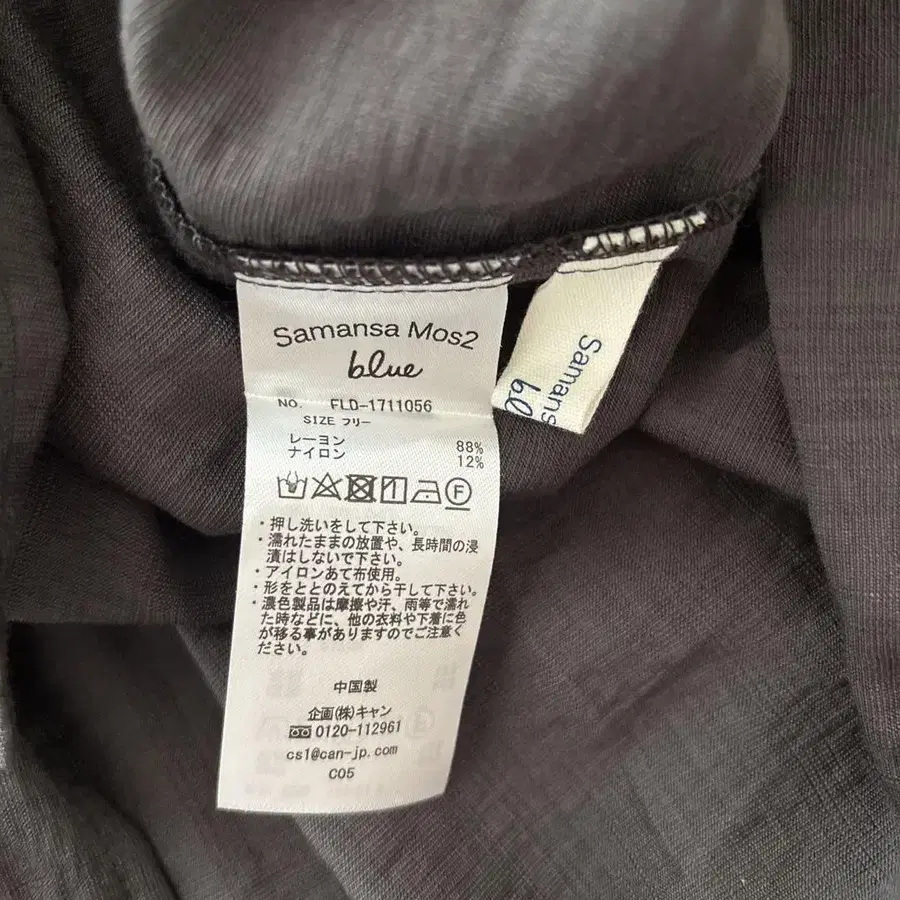 Samansa Mos2
blue
NO. FLD-1711056
SIZE フリー
レーヨン 88%
ナイロン 12%
F
・押し洗いをして下さい。
・濡れたままの放置や、長時間の浸
漬はしないで下さい。
・アイロンあて布使用。
・形をととのえてから干して下さい。
・濃色製品は摩擦や汗、雨等で濡れ
た時などに、他の衣料や下着に色
が移る事がありますのでご注意く
ださい。
中国製
企画(株)キャン
0120-112961
cs1@can-jp.com
C05
Samans
bl